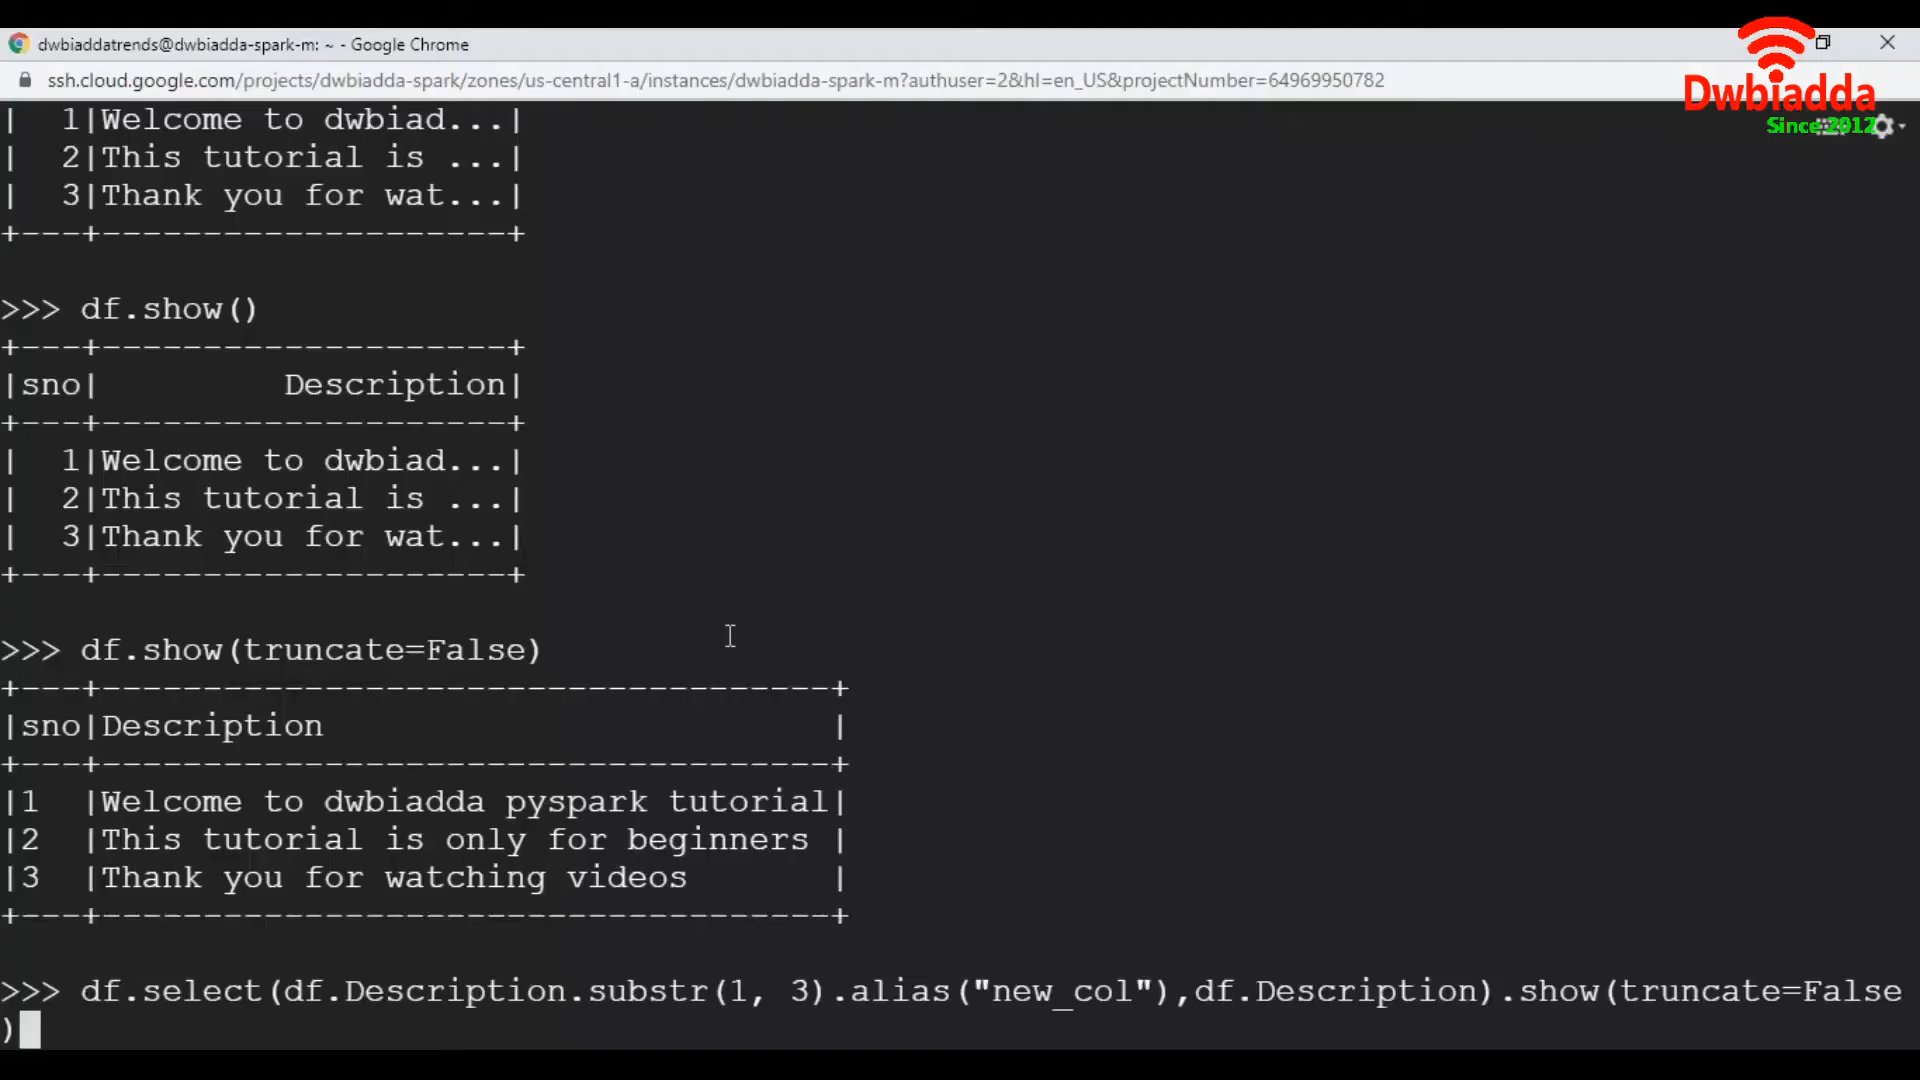 dwbiaddatrends@dwbiadda-spark-m: ~ - Google Chrome
ssh.cloud.google.com/projects/dwbiadda-spark/zones/us-central1-a/instances/dwbiadda-spark-m?authuser=2&hl=en_US&projectNumber=64969950782
Dwbiadda
Since 2012
|  1|Welcome to dwbiad...|
|  2|This tutorial is ...|
|  3|Thank you for wat...|
+---+--------------------+
>>> df.show()
+---+--------------------+
|sno|         Description|
+---+--------------------+
|  1|Welcome to dwbiad...|
|  2|This tutorial is ...|
|  3|Thank you for wat...|
+---+--------------------+
>>> df.show(truncate=False)
+---+------------------------------------+
|sno|Description                         |
+---+------------------------------------+
|1  |Welcome to dwbiadda pyspark tutorial|
|2  |This tutorial is only for beginners |
|3  |Thank you for watching videos       |
+---+------------------------------------+
>>> df.select(df.Description.substr(1, 3).alias("new_col"),df.Description).show(truncate=False
)